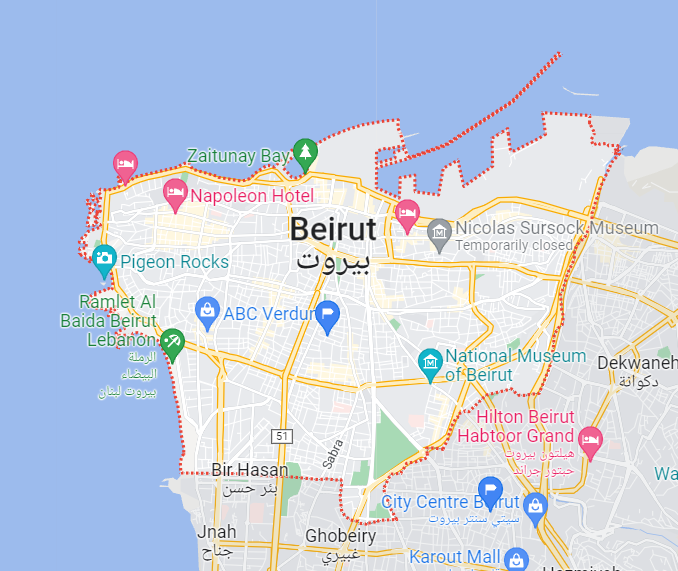 Zaitunay Bay
Napoleon Hotel
Beirut
بيروت
Nicolas Sursock Museum
Temporarily closed
Pigeon Rocks
Ramlet Al
Baida Beirut
Lebanon
الرملة
البيضاء
بيروت لبنان
ABC Verdun
National Museum
of Beirut
Dekwaneh
دكوانة
Hilton Beirut
Habtoor Grand
هيلتون بيروت
حبتور جراند
51
Sabra
Bir Hasan
بئر حسن
City Centre Beirut
سيتي سنتر بيروت
Wa
Jnah
جناح
Ghobeiry
غبيري
Karout Mall
Hazmiyeh